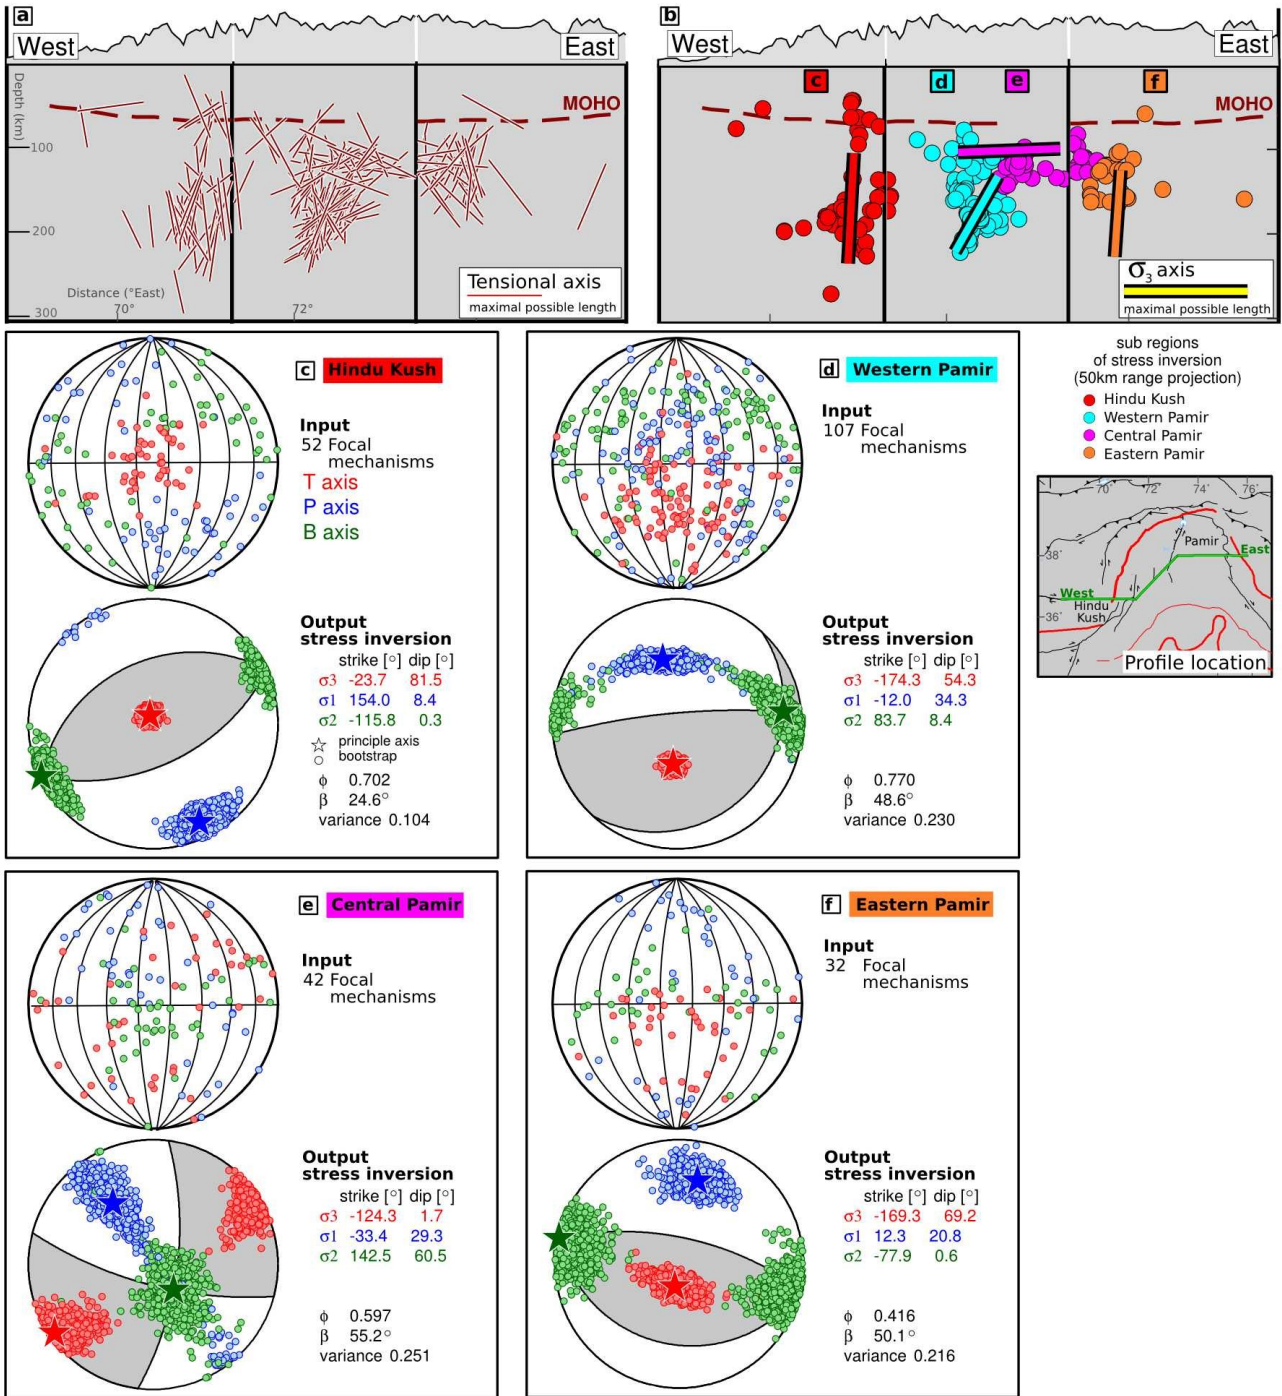 a
West
East
Depth (km)
MOHO
100
200
300
Distance (°East)
70°
72°
Tensional axis
maximal possible length
b
West
East
c
d
e
f
MOHO
σ3 axis
maximal possible length
c Hindu Kush
Input
52 Focal
mechanisms
T axis
P axis
B axis
Output
stress inversion
strike [°] dip [°]
σ3 -23.7 81.5
σ1 154.0 8.4
σ2 -115.8 0.3
principle axis
bootstrap
ϕ 0.702
β 24.6°
variance 0.104
d Western Pamir
Input
107 Focal
mechanisms
Output
stress inversion
strike [°] dip [°]
σ3 -174.3 54.3
σ1 -12.0 34.3
σ2 83.7 8.4
ϕ 0.770
β 48.6°
variance 0.230
sub regions
of stress inversion
(50km range projection)
Hindu Kush
Western Pamir
Central Pamir
Eastern Pamir
70° 72° 74° 76°
38°
36°
Pamir
East
West
Hindu
Kush
Profile location
e Central Pamir
Input
42 Focal
mechanisms
Output
stress inversion
strike [°] dip [°]
σ3 -124.3 1.7
σ1 -33.4 29.3
σ2 142.5 60.5
ϕ 0.597
β 55.2°
variance 0.251
f Eastern Pamir
Input
32 Focal
mechanisms
Output
stress inversion
strike [°] dip [°]
σ3 -169.3 69.2
σ1 12.3 20.8
σ2 -77.9 0.6
ϕ 0.416
β 50.1°
variance 0.216